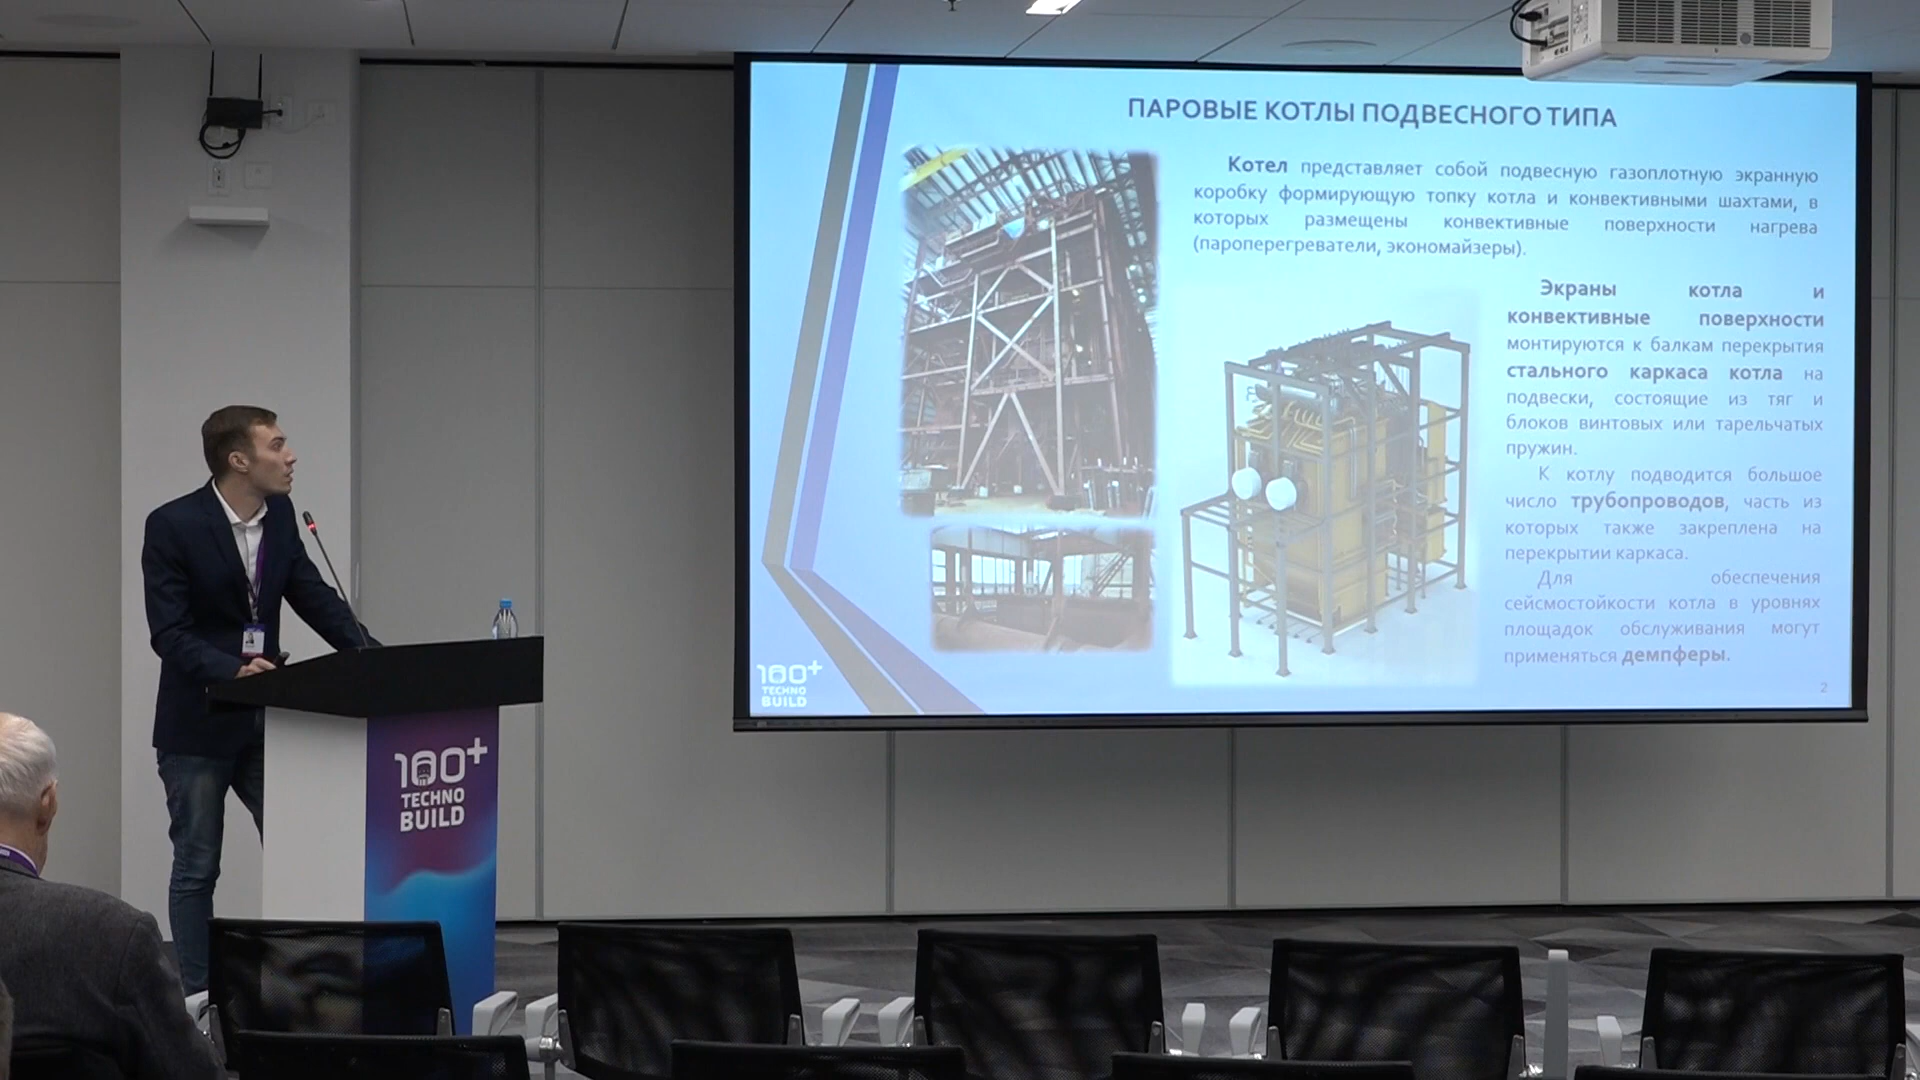 ПАРОВЫЕ КОТЛЫ ПОДВЕСНОГО ТИПА
Котел представляет собой подвесную газоплотную экранную
коробку формирующую топку котла и конвективными шахтами, в
которых размещены конвективные поверхности нагрева
(пароперегреватели, экономайзеры).
Экраны котла и
конвективные поверхности
монтируются к балкам перекрытия
стального каркаса котла на
подвески, состоящие из тяг и
блоков винтовых или тарельчатых
пружин.
К котлу подводится большое
число трубопроводов, часть из
которых также закреплена на
перекрытии каркаса.
Для обеспечения
сейсмостойкости котла в уровнях
площадок обслуживания могут
применяться демпферы.
2
100+
TECHNO
BUILD
100+
TECHNO
BUILD